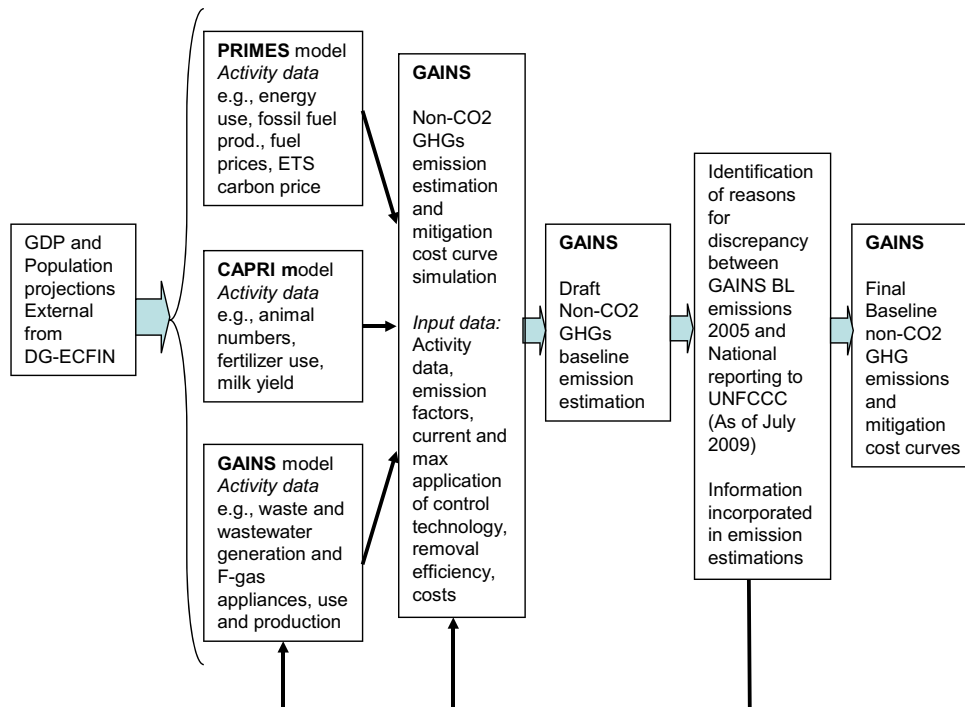 GDP and
Population
projections
External
from
DG-ECFIN
PRIMES model
Activity data
e.g., energy
use, fossil fuel
prod., fuel
prices, ETS
carbon price
CAPRI model
Activity data
e.g., animal
numbers,
fertilizer use,
milk yield
GAINS model
Activity data
e.g., waste and
wastewater
generation and
F-gas
appliances, use
and production
GAINS
Non-CO2
GHGs
emission
estimation
and
mitigation
cost curve
simulation
Input data:
Activity
data,
emission
factors,
current and
max
application
of control
technology,
removal
efficiency,
costs
GAINS
Draft
Non-CO2
GHGs
baseline
emission
estimation
Identification
of reasons
for
discrepancy
between
GAINS BL
emissions
2005 and
National
reporting to
UNFCCC
(As of July
2009)
Information
incorporated
in emission
estimations
GAINS
Final
Baseline
non-CO2
GHG
emissions
and
mitigation
cost curves